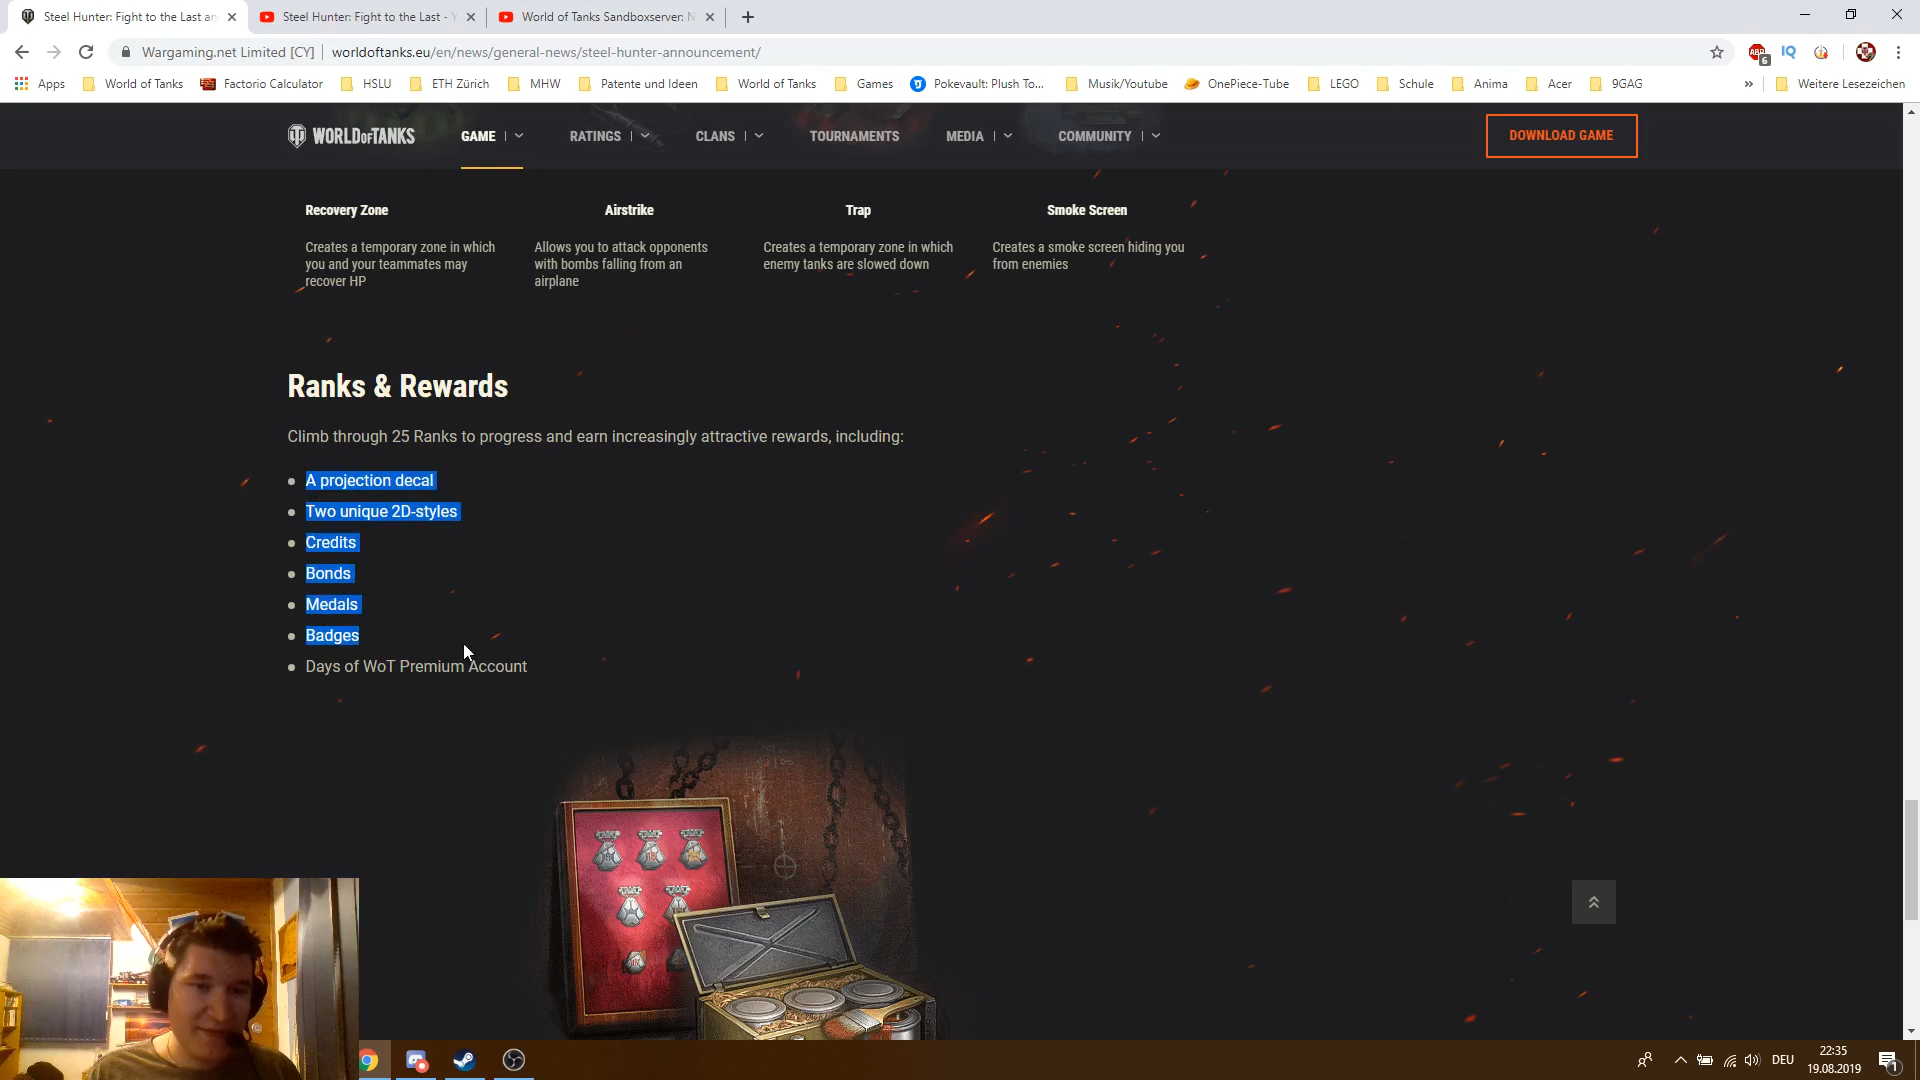 Steel Hunter: Fight to the Last an
Steel Hunter: Fight to the Last - Y
World of Tanks Sandboxserver: N
Wargaming.net Limited [CY] | worldoftanks.eu/en/news/general-news/steel-hunter-announcement/
ABP
6
IQ
Apps World of Tanks Factorio Calculator HSLU ETH Zürich MHW Patente und Ideen World of Tanks Games Pokevault: Plush To... Musik/Youtube OnePiece-Tube LEGO Schule Anima Acer 9GAG » Weitere Lesezeichen
WORLD OF TANKS GAME RATINGS CLANS TOURNAMENTS MEDIA COMMUNITY DOWNLOAD GAME
Recovery Zone
Creates a temporary zone in which
you and your teammates may
recover HP
Airstrike
Allows you to attack opponents
with bombs falling from an
airplane
Trap
Creates a temporary zone in which
enemy tanks are slowed down
Smoke Screen
Creates a smoke screen hiding you
from enemies
Ranks & Rewards
Climb through 25 Ranks to progress and earn increasingly attractive rewards, including:
A projection decal
Two unique 2D-styles
Credits
Bonds
Medals
Badges
Days of WoT Premium Account
DEU
22:35
19.08.2019
1